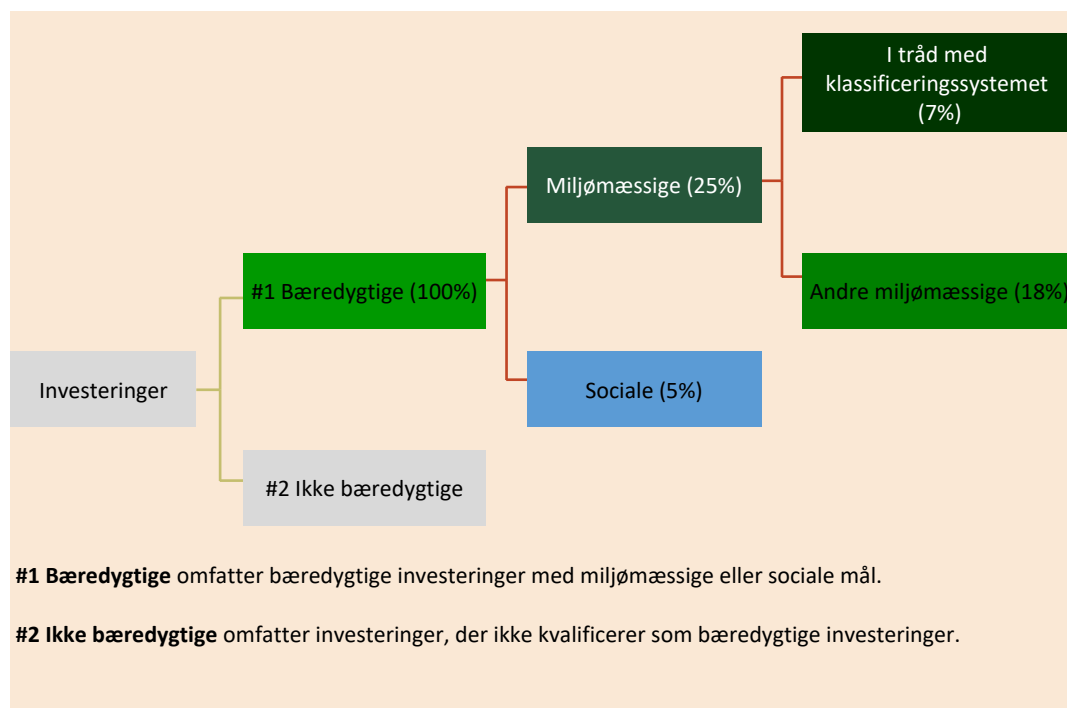 I tråd med
klassificeringssystemet
(7%)
Miljømæssige (25%)
#1 Bæredygtige (100%)
Andre miljømæssige (18%)
Investeringer
Sociale (5%)
#2 Ikke bæredygtige
#1 Bæredygtige omfatter bæredygtige investeringer med miljømæssige eller sociale mål.
#2 Ikke bæredygtige omfatter investeringer, der ikke kvalificerer som bæredygtige investeringer.